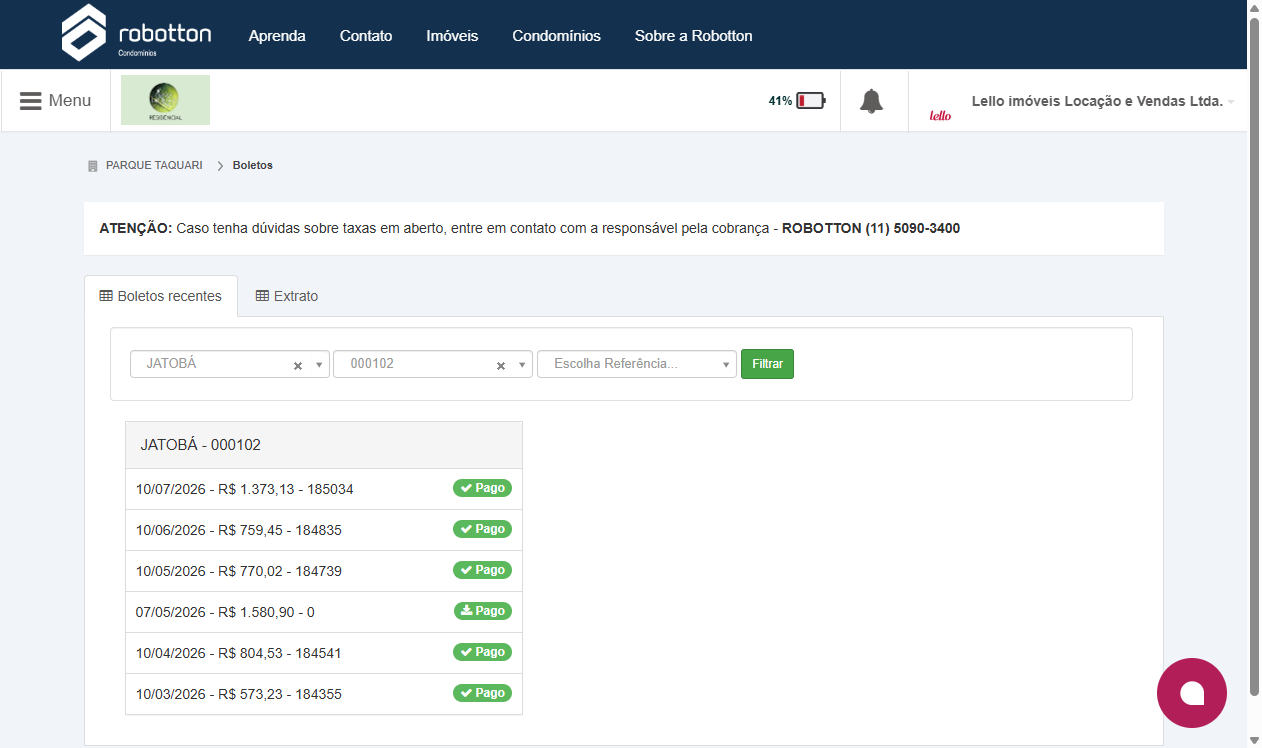 robotton
Condomínios
Aprenda Contato Imóveis Condomínios Sobre a Robotton
Menu
RESIDENCIAL
41%
lello
Lello imóveis Locação e Vendas Ltda.
PARQUE TAQUARI > Boletos
ATENÇÃO: Caso tenha dúvidas sobre taxas em aberto, entre em contato com a responsável pela cobrança - ROBOTTON (11) 5090-3400
Boletos recentes Extrato
JATOBÁ × 000102 × Escolha Referência... Filtrar
JATOBÁ - 000102
10/07/2026 - R$ 1.373,13 - 185034 Pago
10/06/2026 - R$ 759,45 - 184835 Pago
10/05/2026 - R$ 770,02 - 184739 Pago
07/05/2026 - R$ 1.580,90 - 0 Pago
10/04/2026 - R$ 804,53 - 184541 Pago
10/03/2026 - R$ 573,23 - 184355 Pago